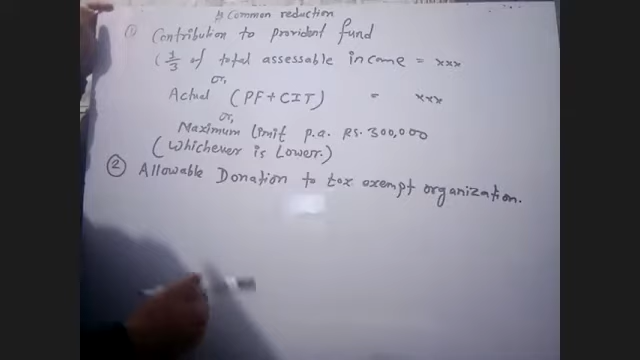 b) Common reduction
① Contribution to provident fund
( 1/3 of total assessable income = xxx
or,
Actual (PF + CIT) = xxx
or,
Maximum limit p.a. Rs. 300,000
(whichever is Lower.)
② Allowable Donation to tax exempt organization.